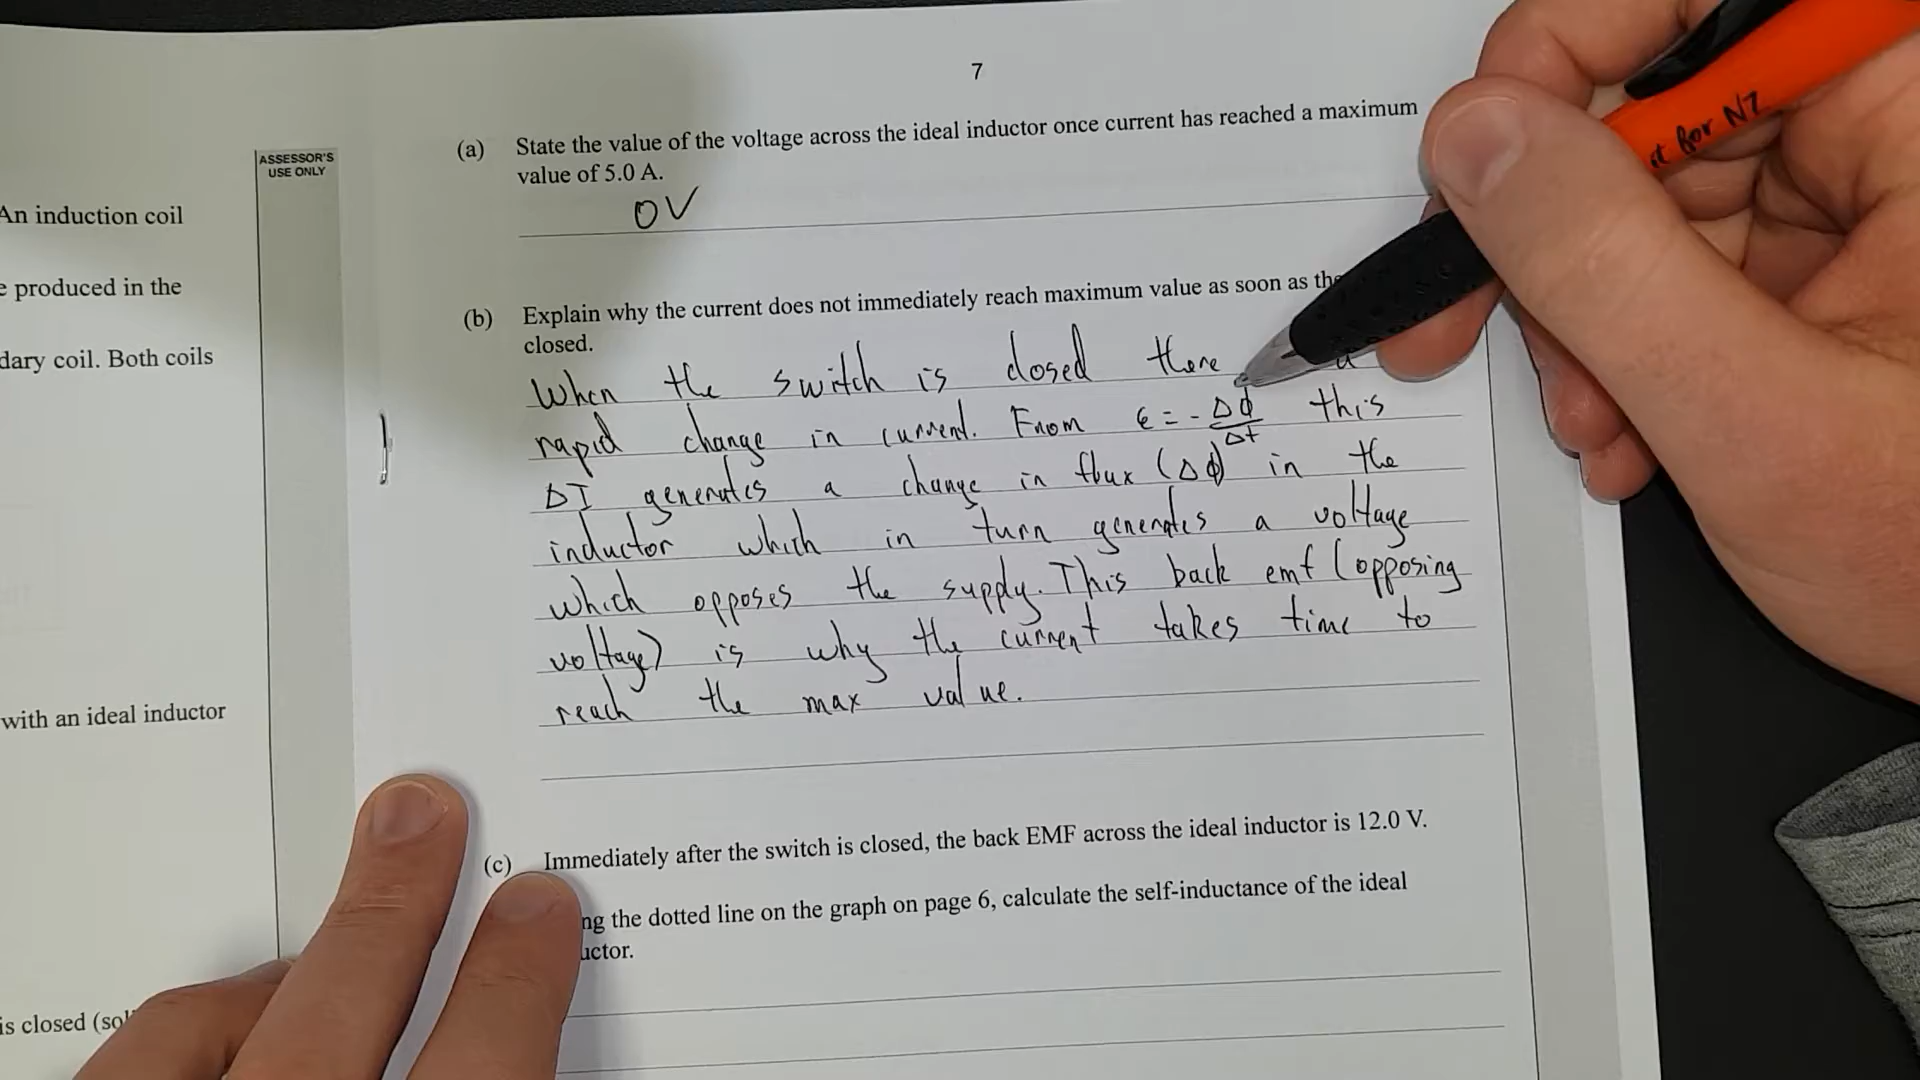 7
ASSESSOR'S
USE ONLY
An induction coil
e produced in the
dary coil. Both coils
with an ideal inductor
is closed (so
(a) State the value of the voltage across the ideal inductor once current has reached a maximum
value of 5.0 A.
0V
(b) Explain why the current does not immediately reach maximum value as soon as the
closed.
When the switch is closed there a
rapid change in current. From ε = - Δϕ/Δt this
ΔI generates a change in flux (Δϕ) in the
inductor which in turn generates a voltage
which opposes the supply. This back emf (opposing
voltage) is why the current takes time to
reach the max value.
(c) Immediately after the switch is closed, the back EMF across the ideal inductor is 12.0 V.
ng the dotted line on the graph on page 6, calculate the self-inductance of the ideal
uctor.
t for NZ